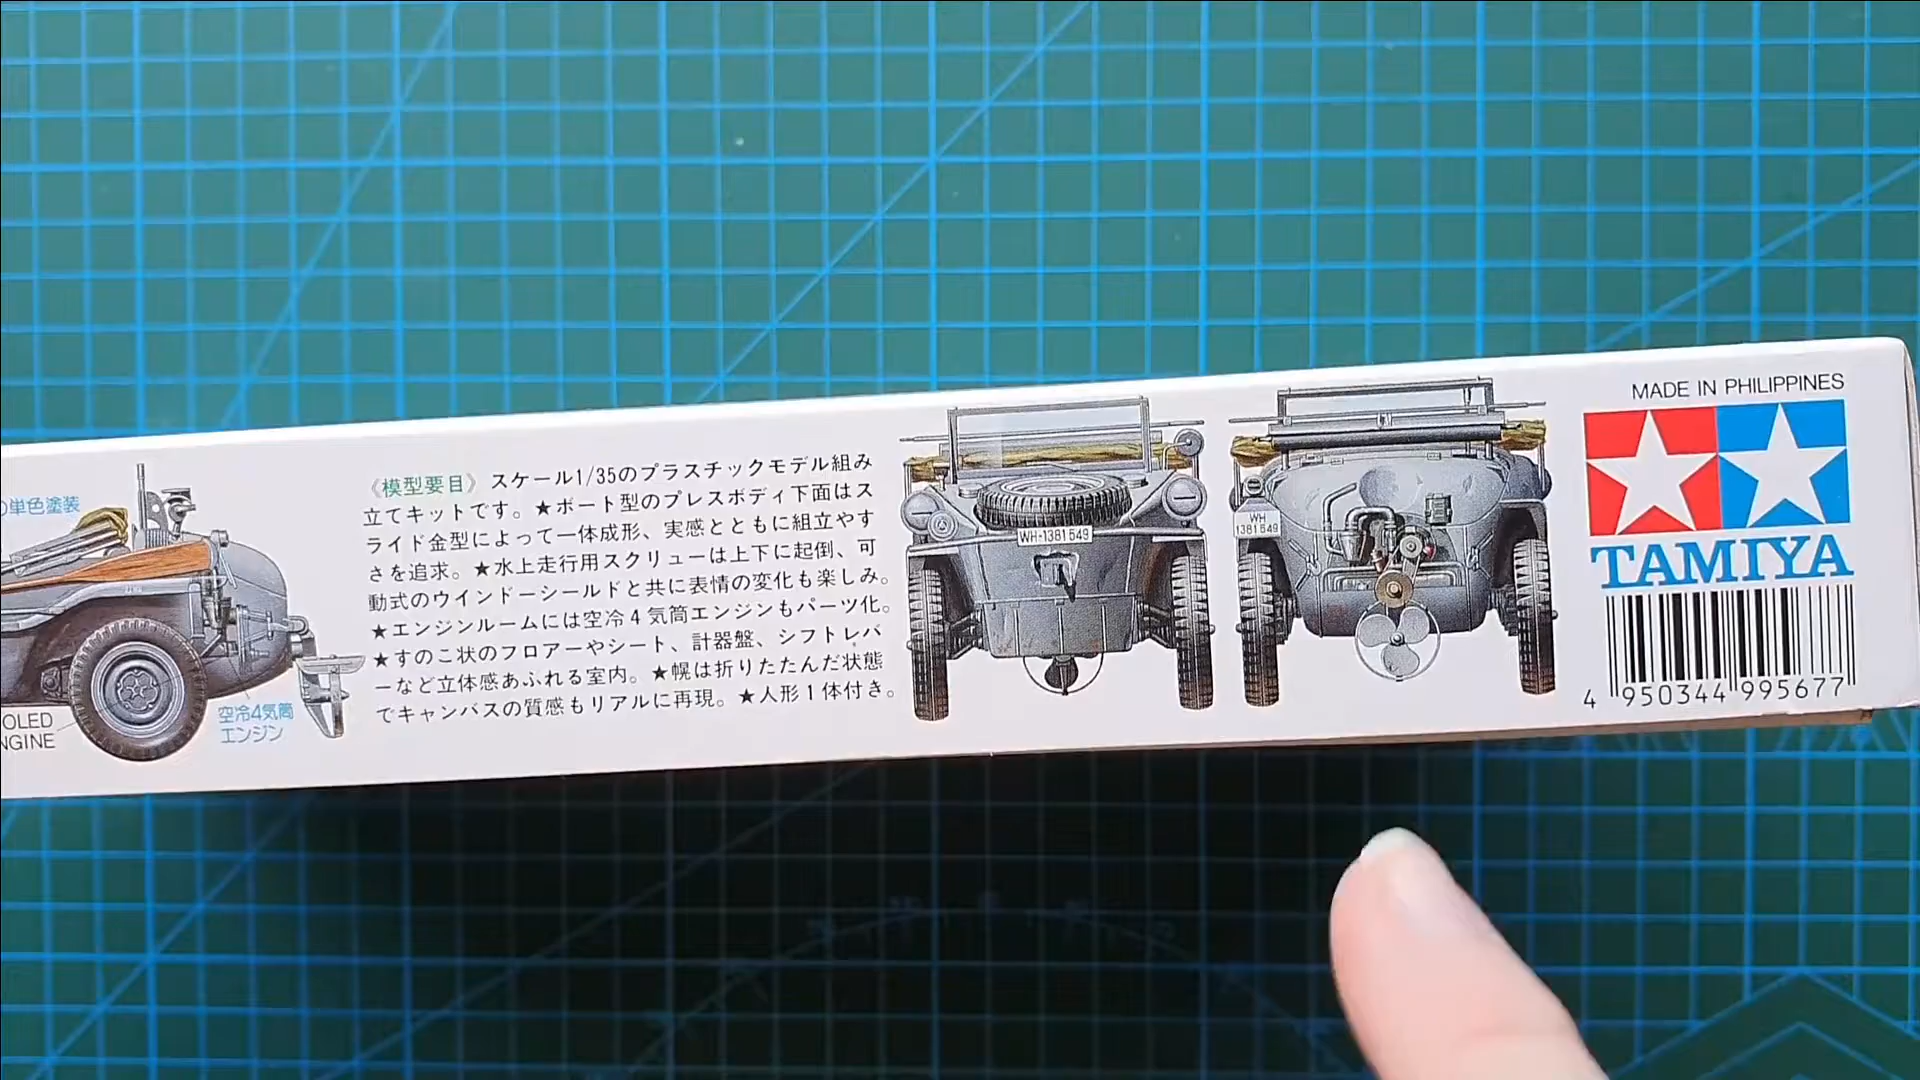 の単色塗装
OLED
NGINE
空冷4気筒
エンジン
《模型要目》スケール1/35のプラスチックモデル組み
立てキットです。★ボート型のプレスボディ下面はス
ライド金型によって一体成形、実感とともに組立やす
さを追求。★水上走行用スクリューは上下に起倒、可
動式のウインドーシールドと共に表情の変化も楽しみ。
★エンジンルームには空冷4気筒エンジンもパーツ化。
★すのこ状のフロアーやシート、計器盤、シフトレバ
ーなど立体感あふれる室内。★幌は折りたたんだ状態
でキャンバスの質感もリアルに再現。★人形1体付き。
WH-1381549
WH
1381549
MADE IN PHILIPPINES
TAMIYA
4 950344 995677